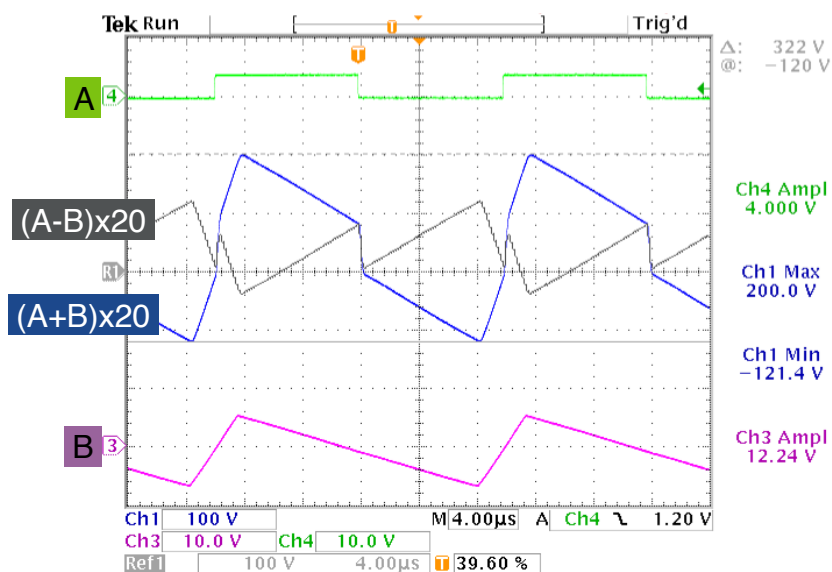 Tek Run Trig'd
T
T
Δ: 322 V
@: -120 V
A 4
Ch4 Ampl
4.000 V
(A-B)x20
R1
Ch1 Max
200.0 V
(A+B)x20
Ch1 Min
-121.4 V
B 3
Ch3 Ampl
12.24 V
Ch1 100 V M 4.00µs A Ch4 1.20 V
Ch3 10.0 V Ch4 10.0 V
Ref1 100 V 4.00µs T 39.60 %